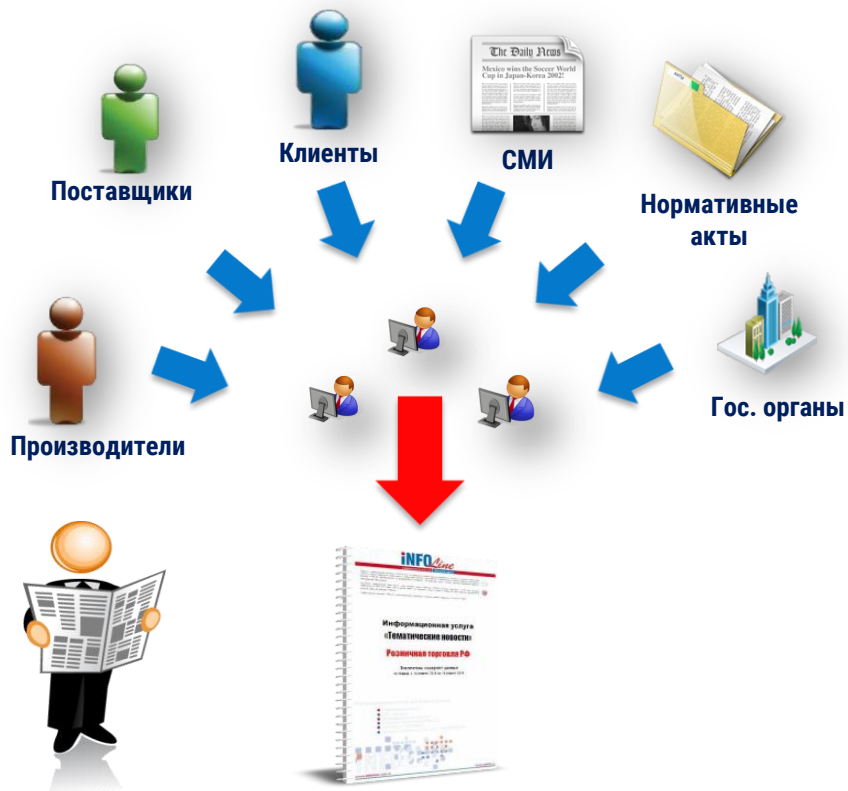 The Daily News
Mexico wins the Soccer World
Cup in Japan-Korea 2002!
Клиенты
СМИ
Поставщики
Нормативные
акты
Гос. органы
Производители
iNFOLine
Информационная услуга
«Тематические новости»
Розничная торговля РФ